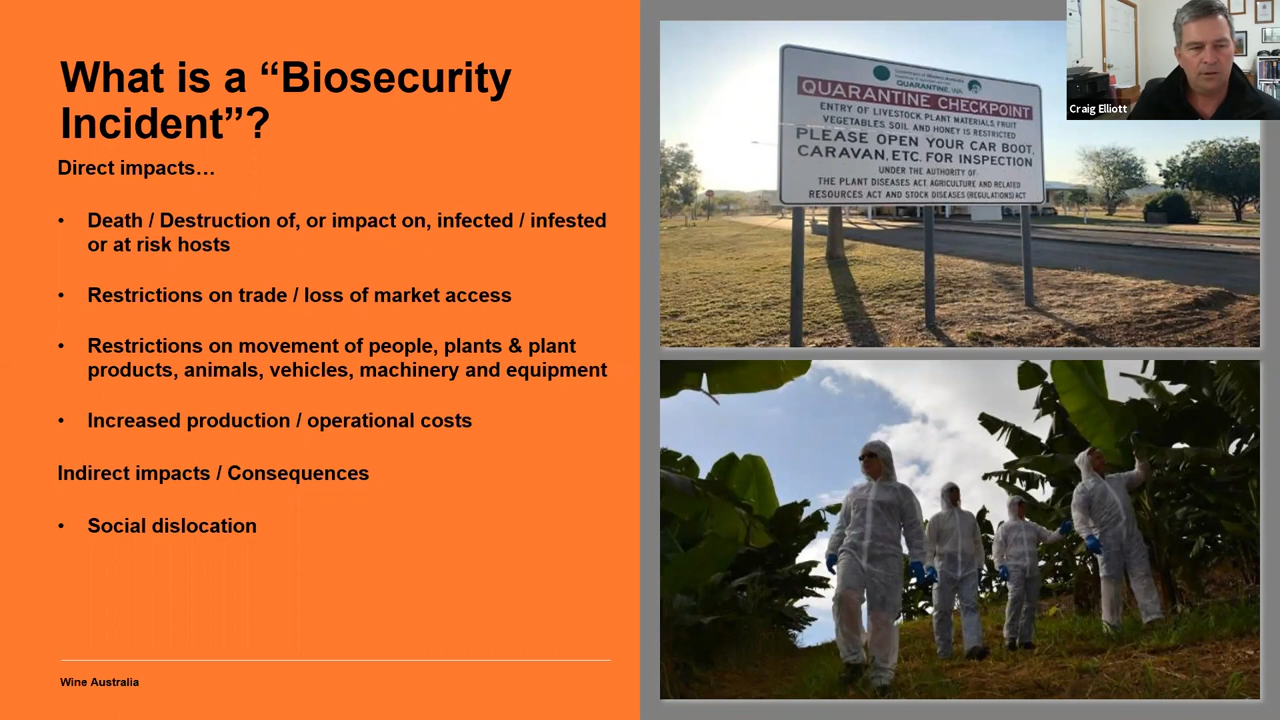 What is a “Biosecurity
Incident”?
Direct impacts…
• Death / Destruction of, or impact on, infected / infested
or at risk hosts
• Restrictions on trade / loss of market access
• Restrictions on movement of people, plants & plant
products, animals, vehicles, machinery and equipment
• Increased production / operational costs
Indirect impacts / Consequences
• Social dislocation
Wine Australia
QUARANTINE, WA
QUARANTINE CHECKPOINT
ENTRY OF LIVESTOCK, PLANT MATERIALS, FRUIT
VEGETABLES, SOIL AND HONEY IS RESTRICTED
PLEASE OPEN YOUR CAR BOOT,
CARAVAN, ETC. FOR INSPECTION
UNDER THE AUTHORITY OF
THE PLANT DISEASES ACT AGRICULTURE AND RELATED
RESOURCES ACT AND STOCK DISEASES (REGULATIONS) ACT
Craig Elliott